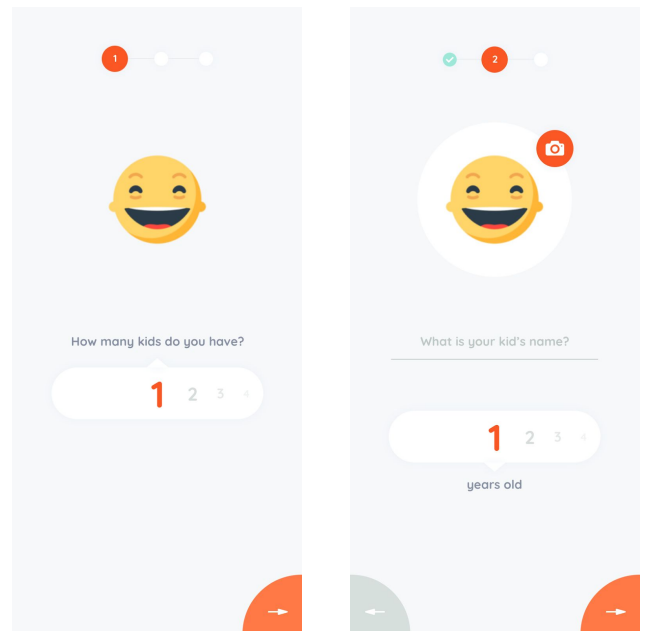 1
How many kids do you have?
1 2 3 4
2
What is your kid's name?
1 2 3 4
years old